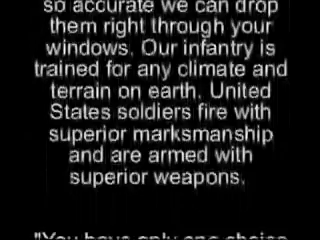 so accurate we can drop
them right through your
windows. Our infantry is
trained for any climate and
terrain on earth. United
States soldiers fire with
superior marksmanship
and are armed with
superior weapons.
"You have only one choice